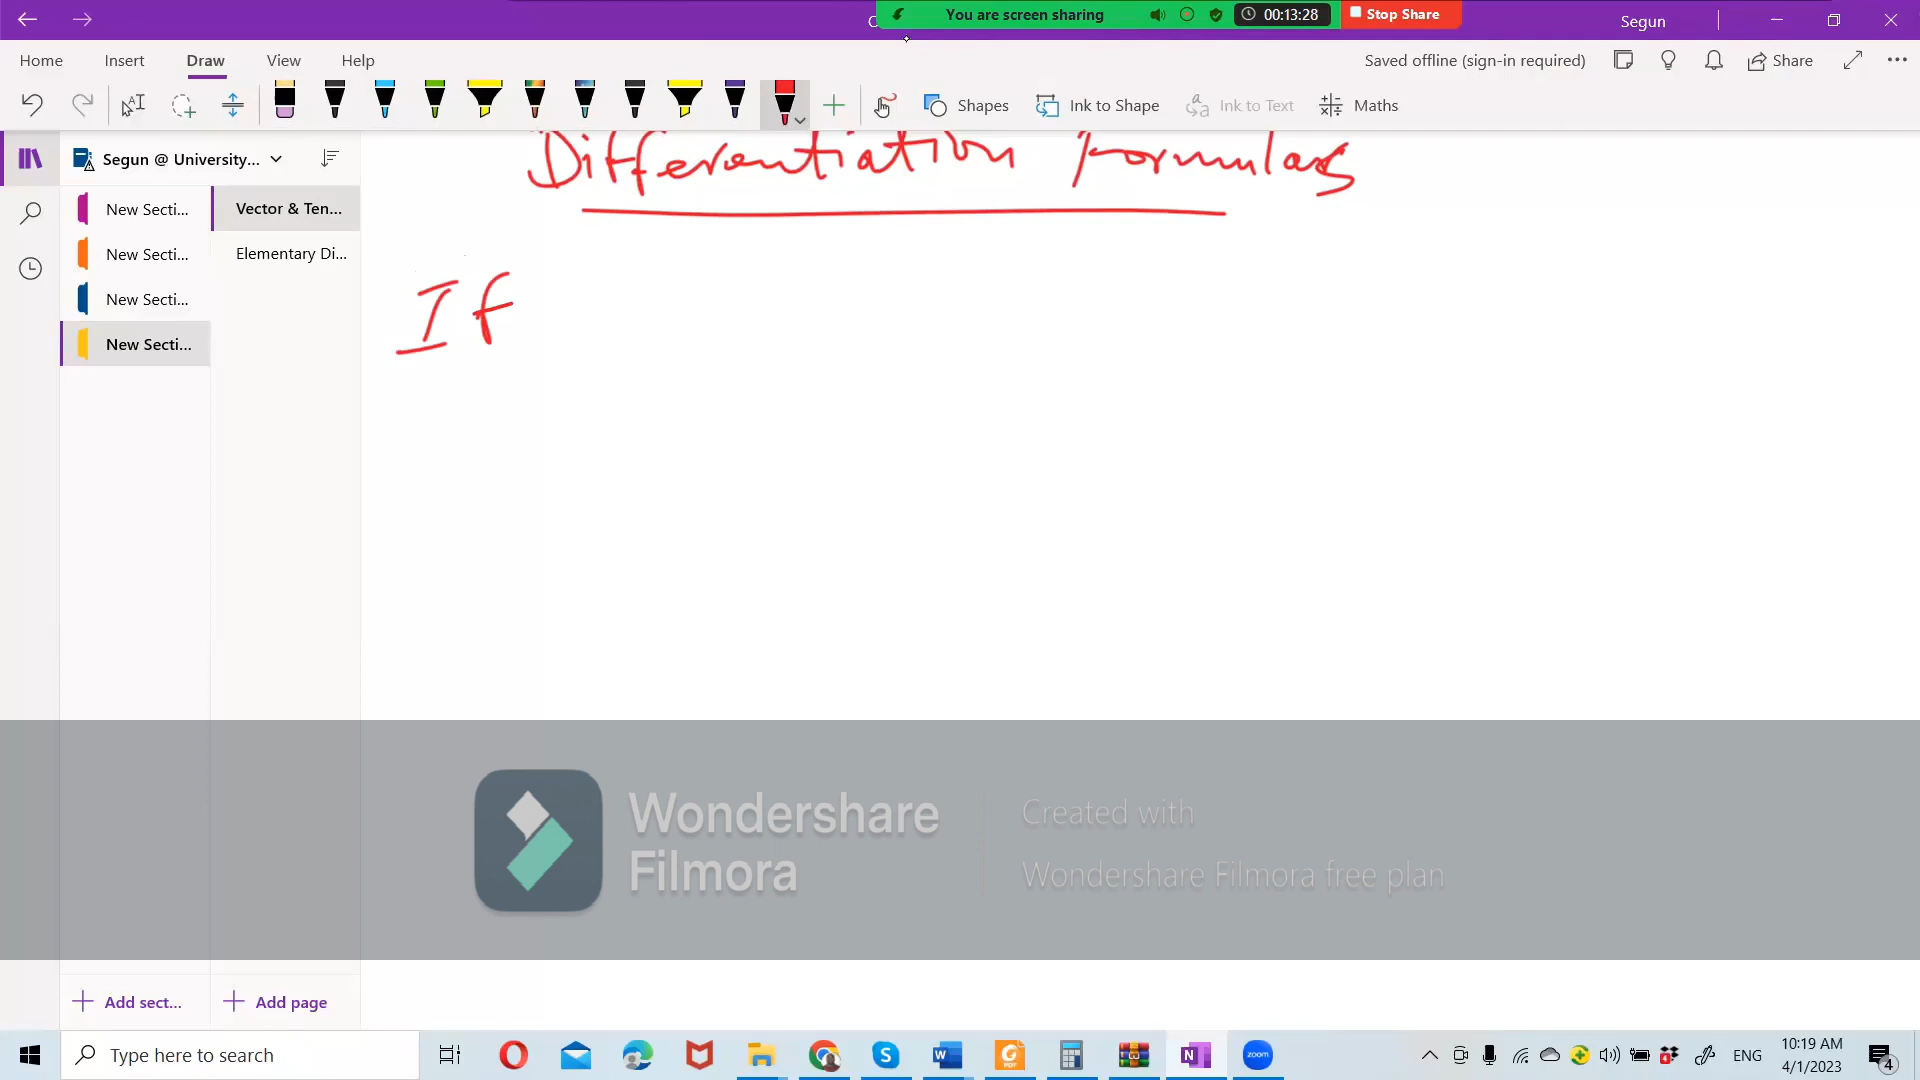 You are screen sharing 00:13:28 Stop Share
Segun
Home Insert Draw View Help
Saved offline (sign-in required) Share
Shapes Ink to Shape Ink to Text Maths
Segun @ University...
New Secti...
New Secti...
New Secti...
New Secti...
Vector & Ten...
Elementary Di...
Differentiation Formulars
If
Wondershare
Filmora
Created with
Wondershare Filmora free plan
Add sect... Add page
Type here to search
ENG
10:19 AM
4/1/2023
4
zoom